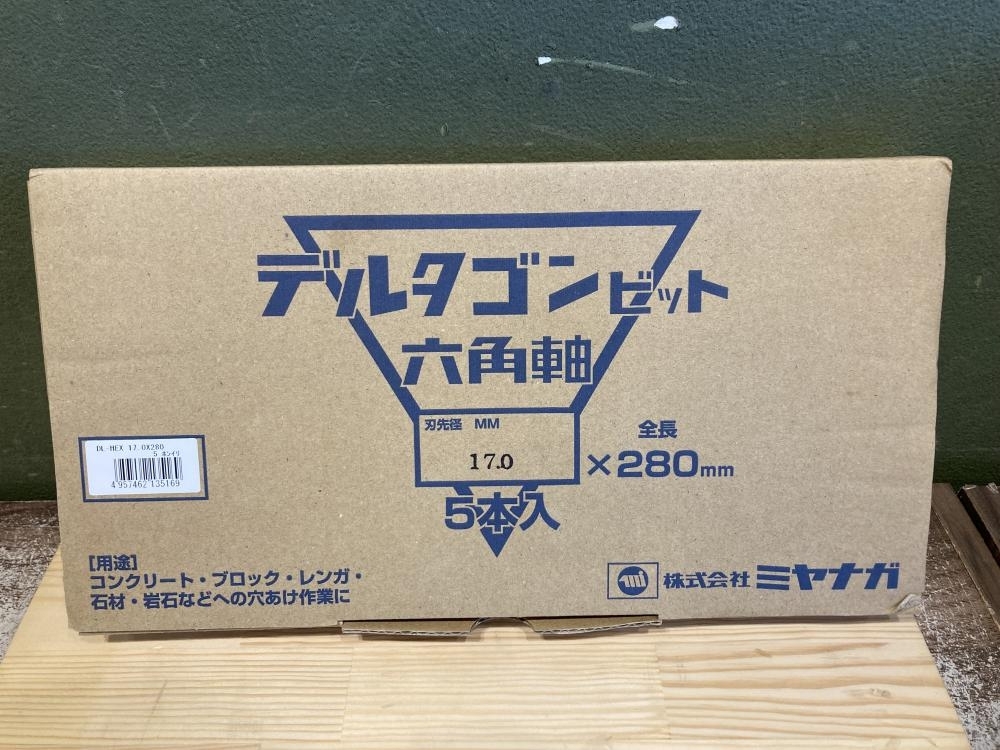 デルタゴンビット
六角軸
刃先径 MM
17.0
全長
×280mm
5本入
DL-HEX 17.0X280
5 ホンイリ
4957462135169
[用途]
コンクリート・ブロック・レンガ・
石材・岩石などへの穴あけ作業に
株式会社 ミヤナガ